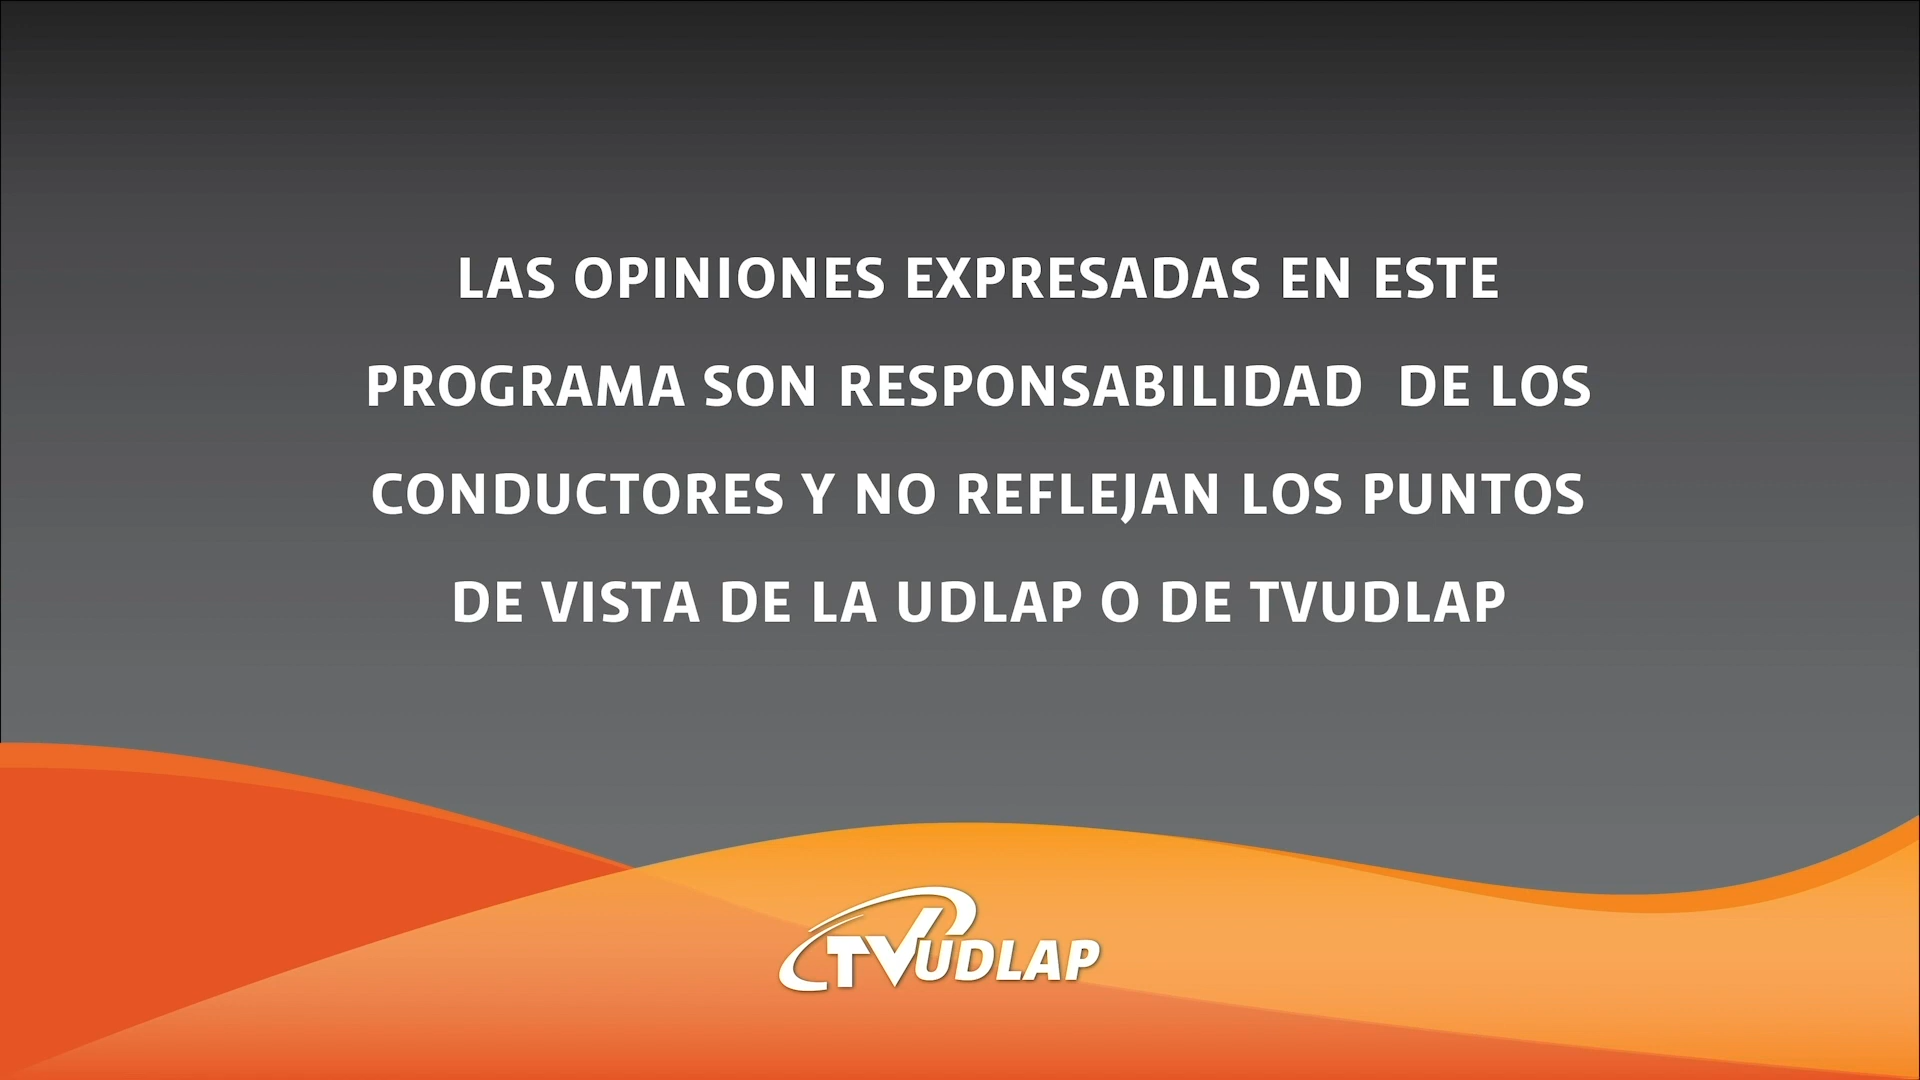 LAS OPINIONES EXPRESADAS EN ESTE
PROGRAMA SON RESPONSABILIDAD  DE LOS
CONDUCTORES Y NO REFLEJAN LOS PUNTOS
DE VISTA DE LA UDLAP O DE TVUDLAP
TVUDLAP